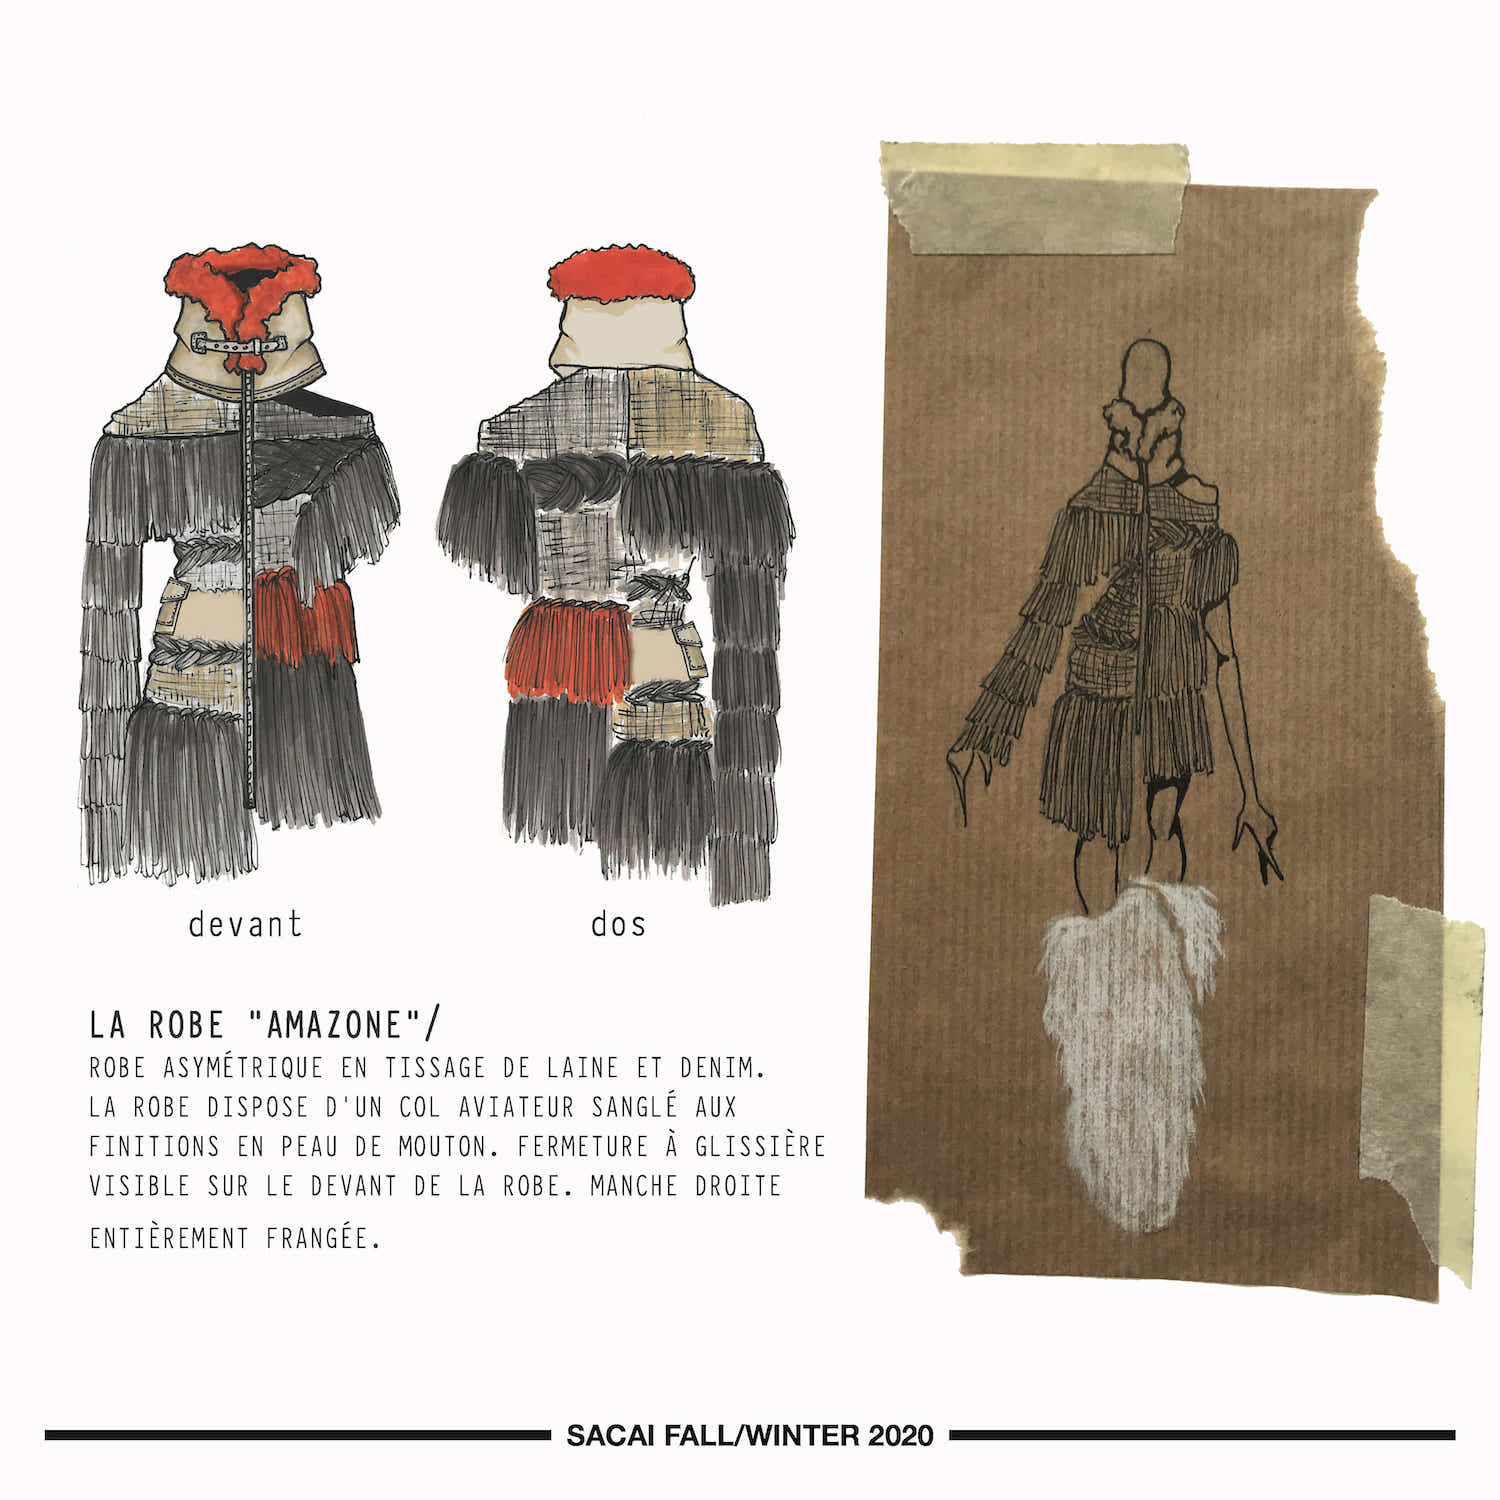 devant
dos
LA ROBE "AMAZONE"/
ROBE ASYMÉTRIQUE EN TISSAGE DE LAINE ET DENIM.
LA ROBE DISPOSE D'UN COL AVIATEUR SANGLÉ AUX
FINITIONS EN PEAU DE MOUTON. FERMETURE À GLISSIÈRE
VISIBLE SUR LE DEVANT DE LA ROBE. MANCHE DROITE
ENTIÈREMENT FRANGÉE.
SACAI FALL/WINTER 2020